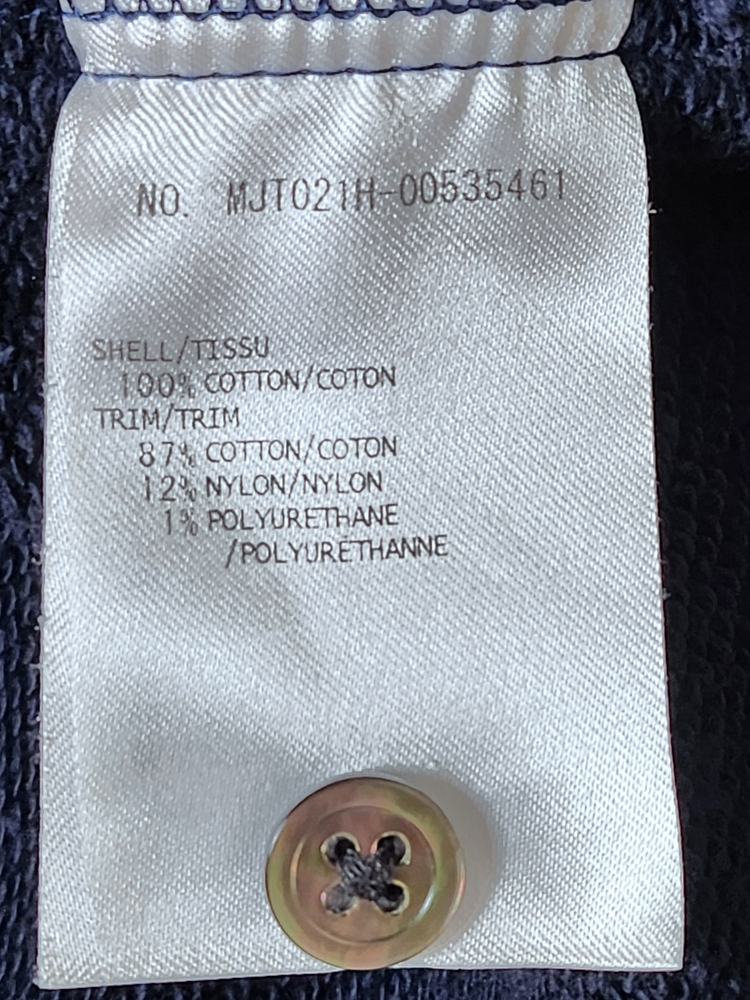 NO. MJT021H-00535461
SHELL/TISSU
100% COTTON/COTON
TRIM/TRIM
87% COTTON/COTON
12% NYLON/NYLON
1% POLYURETHANE
/POLYURÉTHANNE